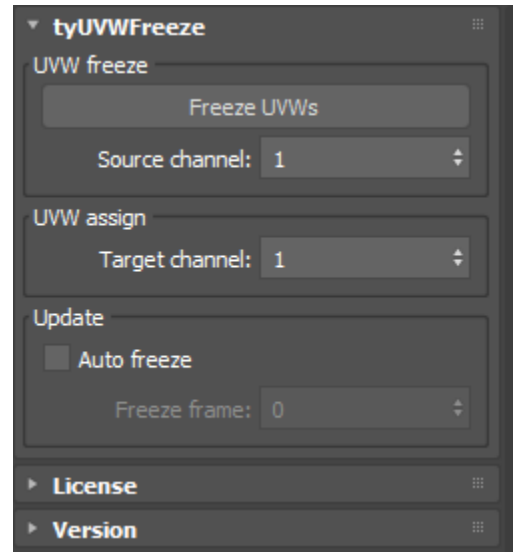 tyUVWFreeze
UVW freeze
Freeze UVWs
Source channel: 1
UVW assign
Target channel: 1
Update
Auto freeze
Freeze frame: 0
License
Version